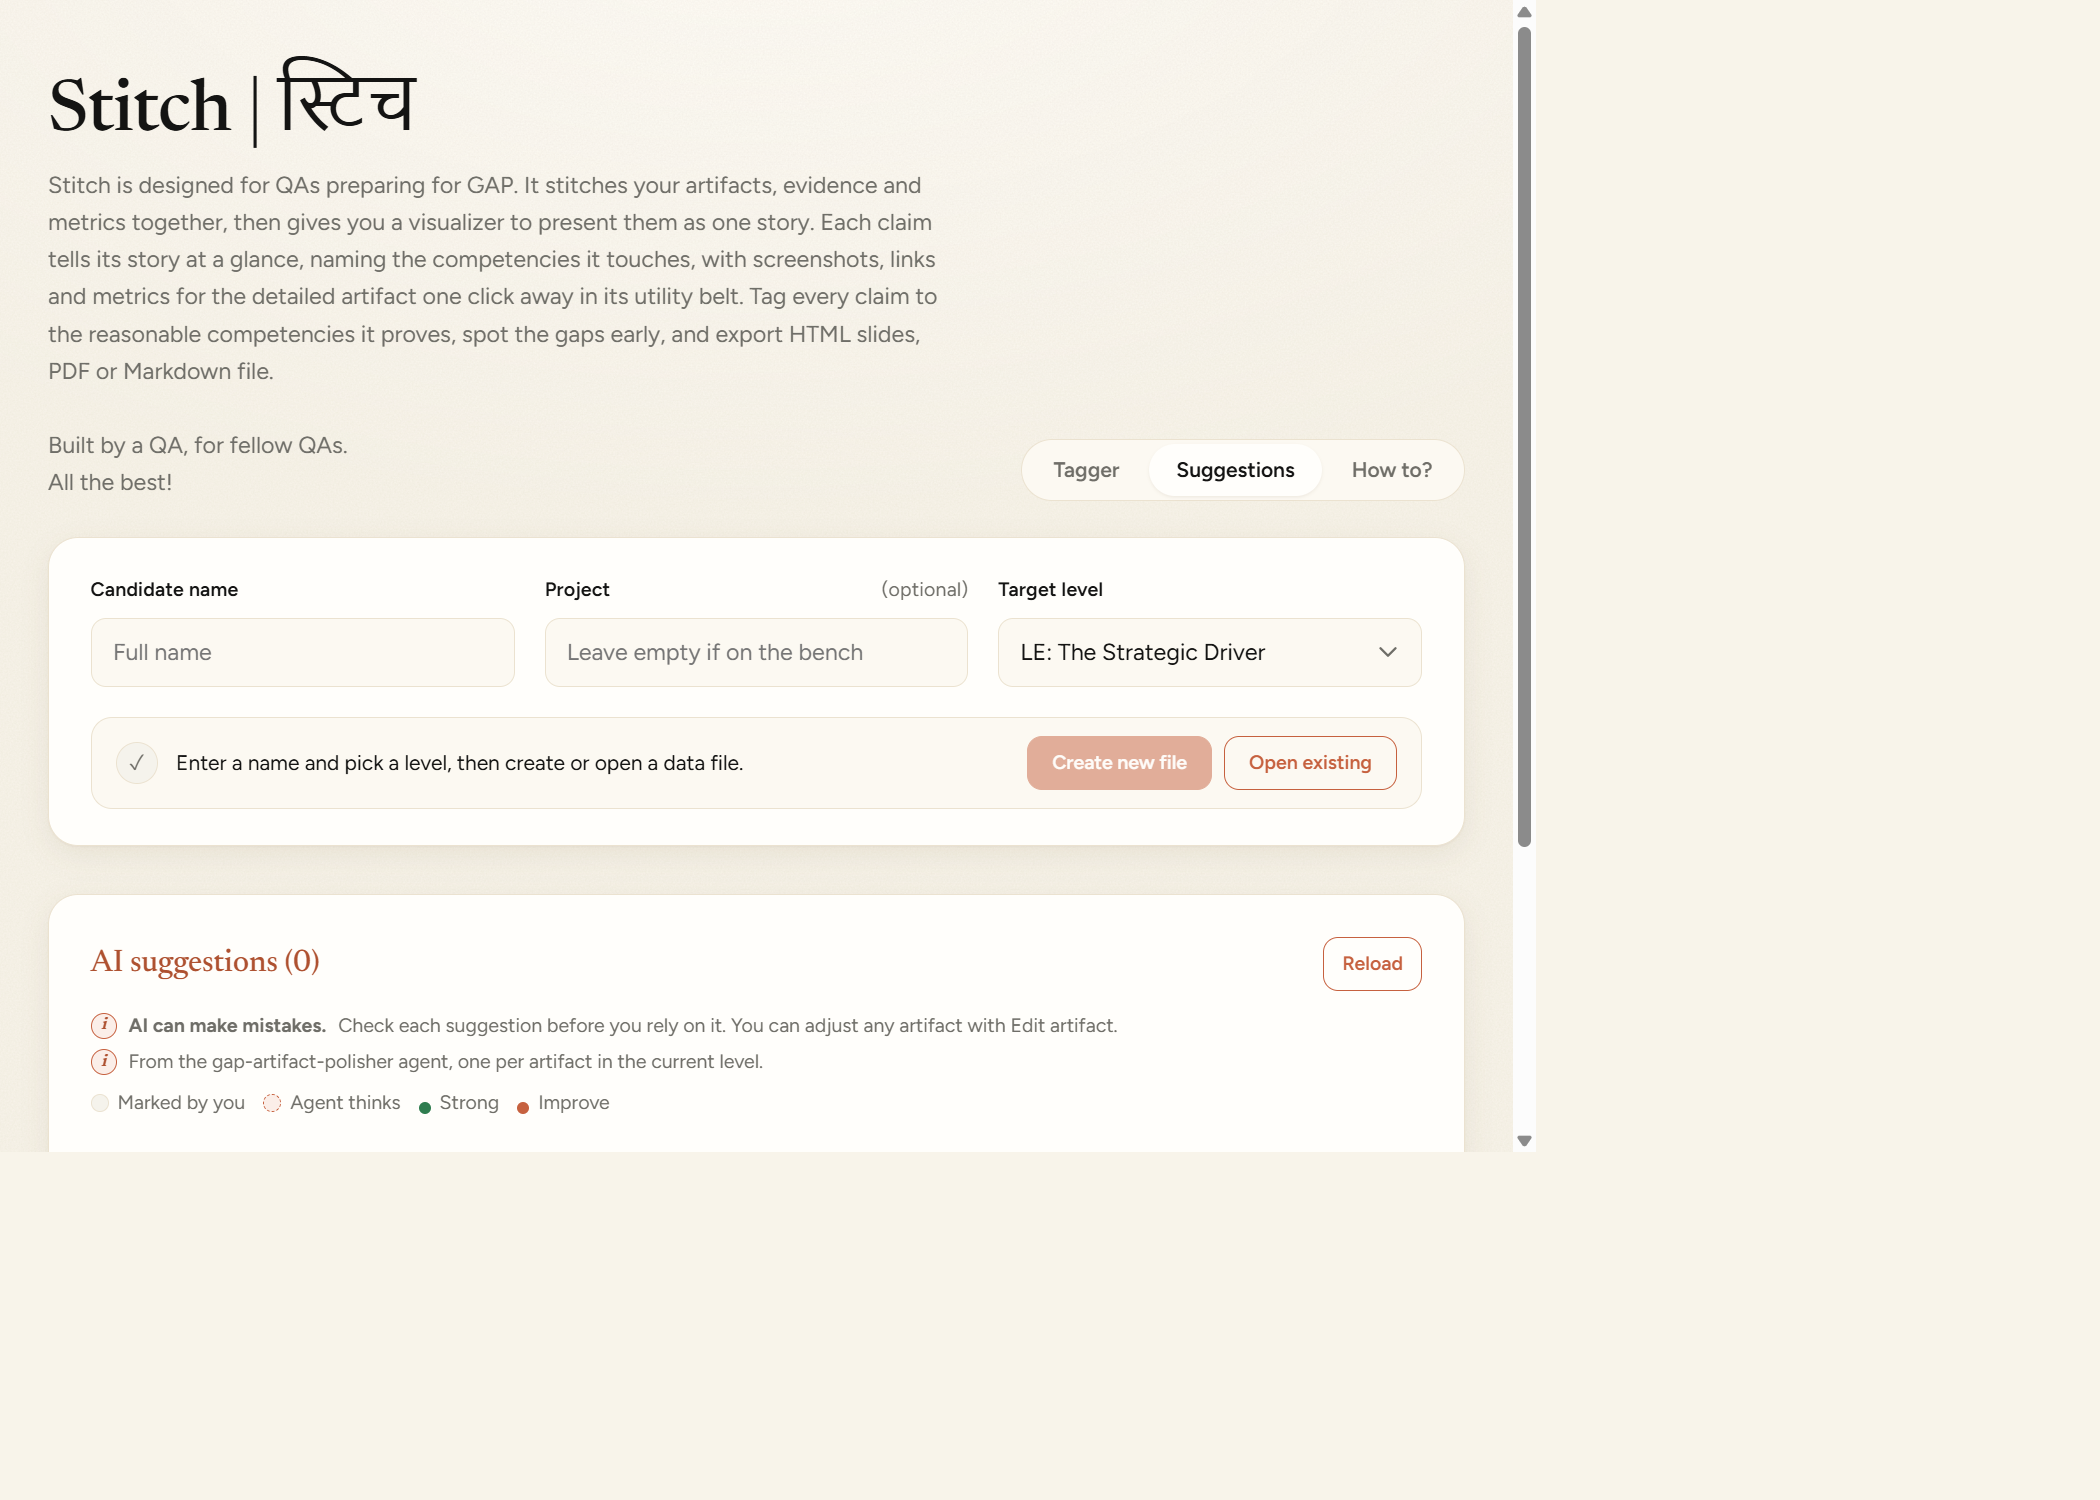 Stitch | स्टिच
Stitch is designed for QAs preparing for GAP. It stitches your artifacts, evidence and
metrics together, then gives you a visualizer to present them as one story. Each claim
tells its story at a glance, naming the competencies it touches, with screenshots, links
and metrics for the detailed artifact one click away in its utility belt. Tag every claim to
the reasonable competencies it proves, spot the gaps early, and export HTML slides,
PDF or Markdown file.
Built by a QA, for fellow QAs.
All the best!
Tagger Suggestions How to?
Candidate name Project (optional) Target level
Full name Leave empty if on the bench LE: The Strategic Driver
Enter a name and pick a level, then create or open a data file. Create new file Open existing
AI suggestions (0) Reload
AI can make mistakes. Check each suggestion before you rely on it. You can adjust any artifact with Edit artifact.
From the gap-artifact-polisher agent, one per artifact in the current level.
Marked by you Agent thinks Strong Improve